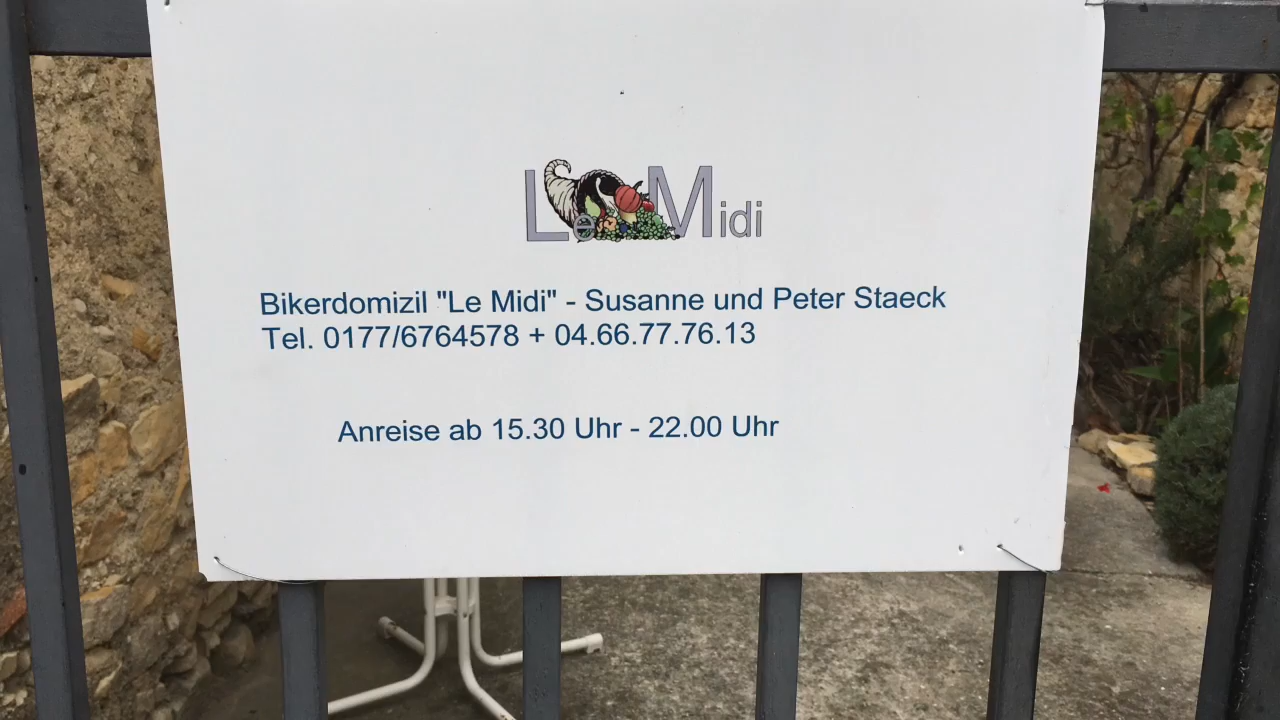 Le Midi
Bikerdomizil "Le Midi" - Susanne und Peter Staeck
Tel. 0177/6764578 + 04.66.77.76.13
Anreise ab 15.30 Uhr - 22.00 Uhr